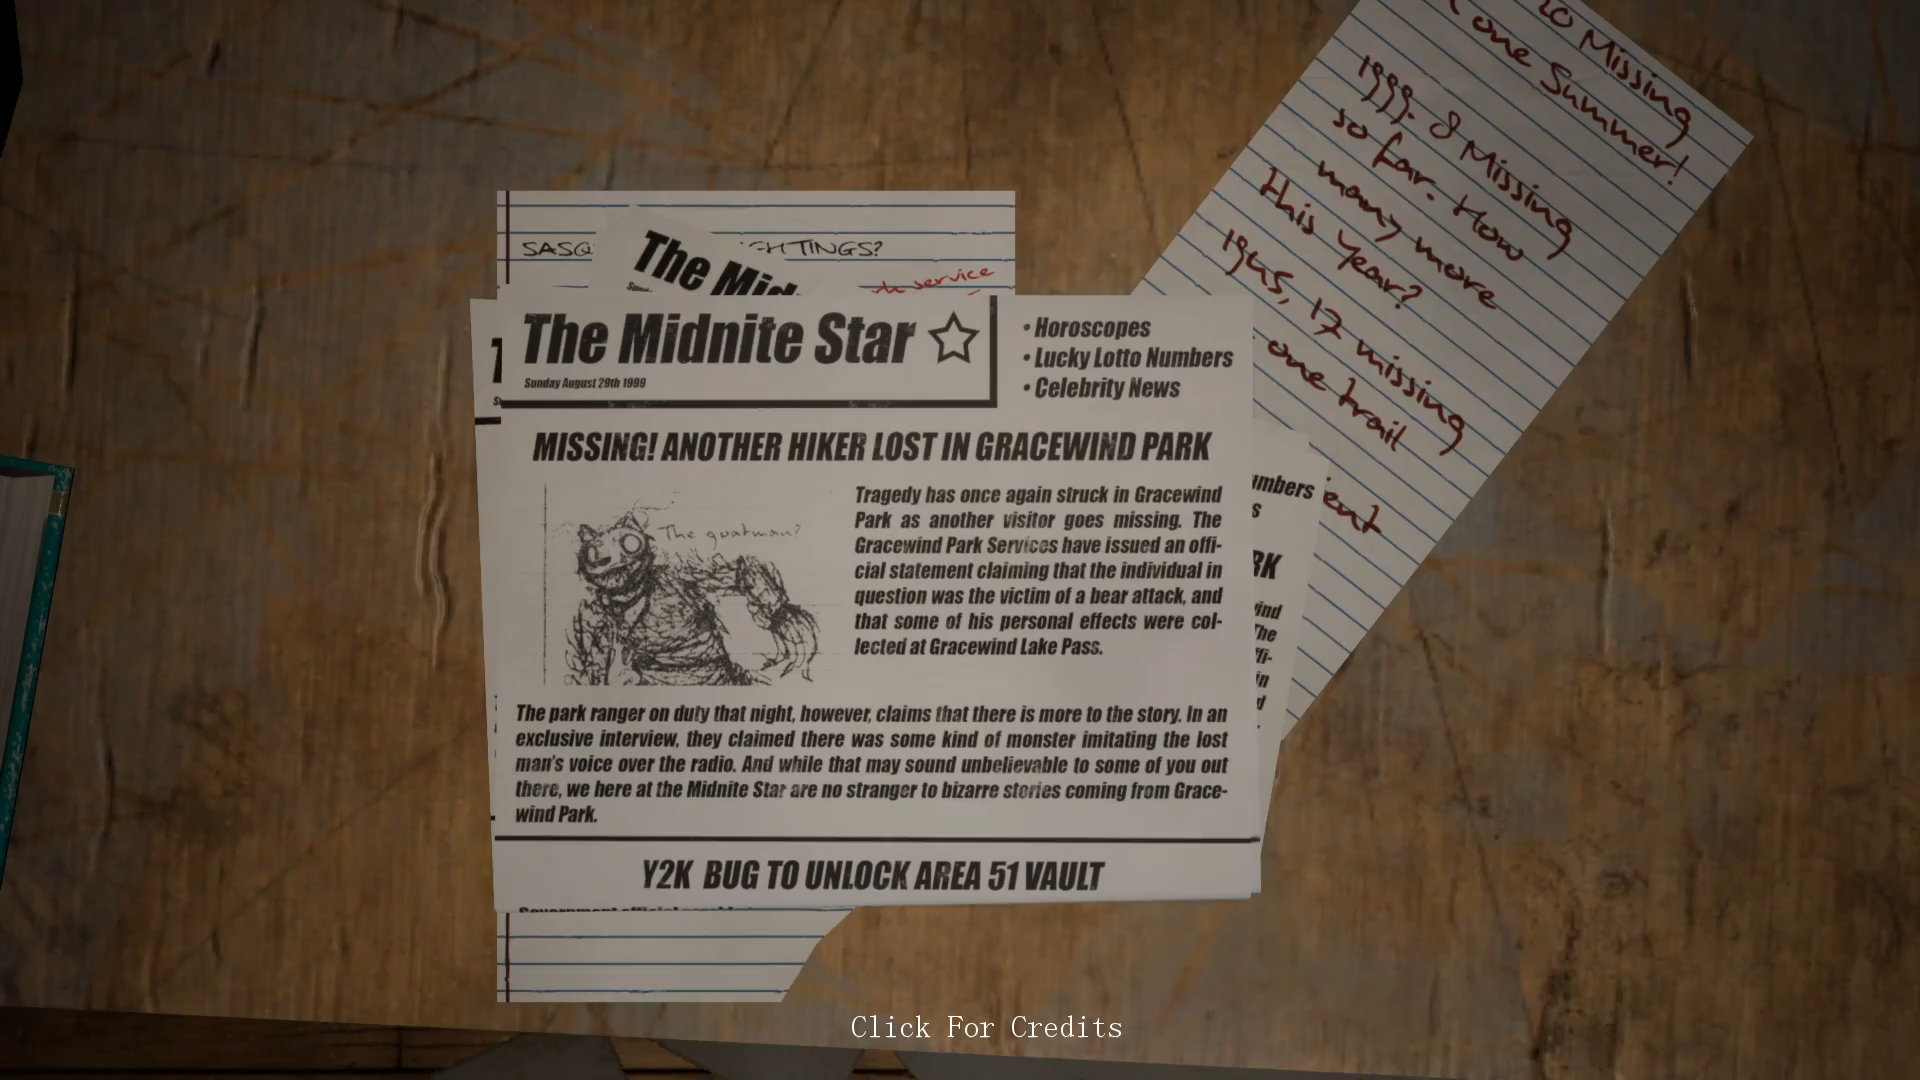 20 Missing
one Summer!
1999. 8 Missing
so far. How
many more
this year?
1945, 17 missing
one trail
SASQ GHTINGS?
service
The Mid
The Midnite Star
Sunday August 29th 1999
• Horoscopes
• Lucky Lotto Numbers
• Celebrity News
MISSING! ANOTHER HIKER LOST IN GRACEWIND PARK
The goatman?
Tragedy has once again struck in Gracewind
Park as another visitor goes missing. The
Gracewind Park Services have issued an offi-
cial statement claiming that the individual in
question was the victim of a bear attack, and
that some of his personal effects were col-
lected at Gracewind Lake Pass.
The park ranger on duty that night, however, claims that there is more to the story. In an
exclusive interview, they claimed there was some kind of monster imitating the lost
man's voice over the radio. And while that may sound unbelievable to some of you out
there, we here at the Midnite Star are no stranger to bizarre stories coming from Grace-
wind Park.
Y2K BUG TO UNLOCK AREA 51 VAULT
umbers
s
RK
wind
The
ffi-
in
d
Click For Credits